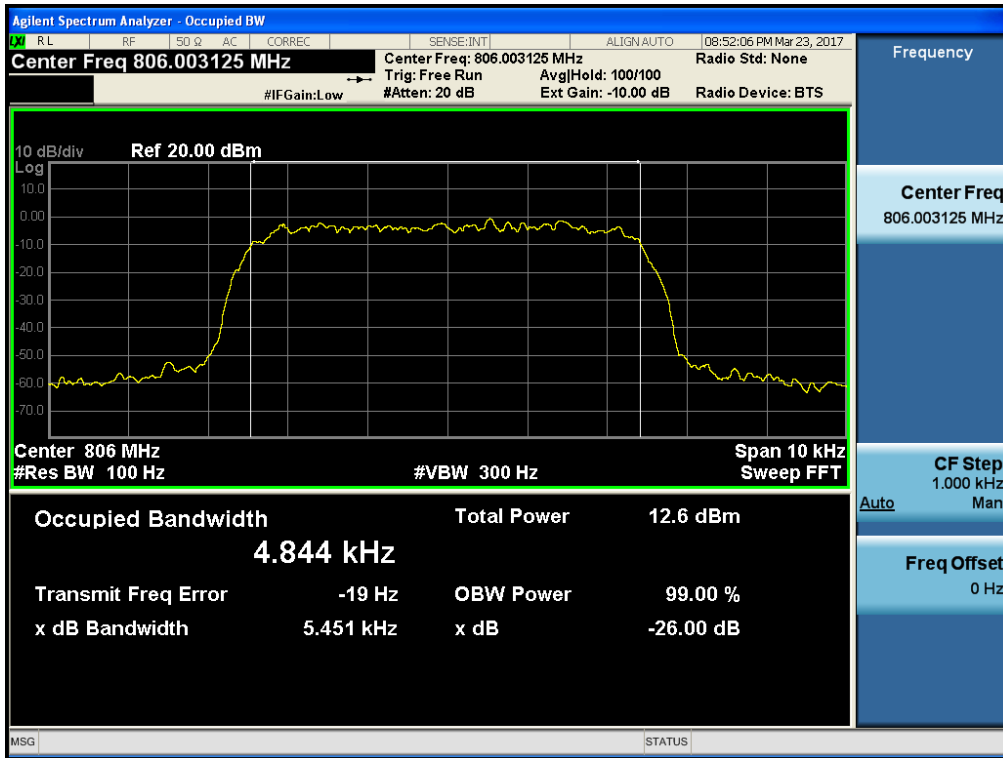 Agilent Spectrum Analyzer - Occupied BW
LXI RL RF 50 Ω AC CORREC SENSE:INT ALIGN AUTO 08:52:06 PM Mar 23, 2017
Center Freq 806.003125 MHz
Center Freq: 806.003125 MHz Radio Std: None
Trig: Free Run Avg|Hold: 100/100
#IFGain:Low #Atten: 20 dB Ext Gain: -10.00 dB Radio Device: BTS
10 dB/div Ref 20.00 dBm
Log
10.0
0.00
-10.0
-20.0
-30.0
-40.0
-50.0
-60.0
-70.0
Center 806 MHz Span 10 kHz
#Res BW 100 Hz #VBW 300 Hz Sweep FFT
Occupied Bandwidth Total Power 12.6 dBm
4.844 kHz
Transmit Freq Error -19 Hz OBW Power 99.00 %
x dB Bandwidth 5.451 kHz x dB -26.00 dB
MSG STATUS
Frequency
Center Freq
806.003125 MHz
CF Step
1.000 kHz
Auto Man
Freq Offset
0 Hz